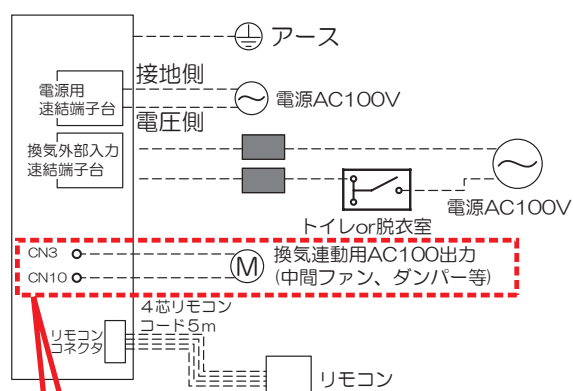 アース
接地側
電源用
速結端子台
電源AC100V
電圧側
換気外部入力
速結端子台
電源AC100V
トイレor脱衣室
CN3
換気連動用AC100出力
M
CN10
(中間ファン、ダンパー等)
4芯リモコン
コード5m
リモコン
コネクタ
リモコン